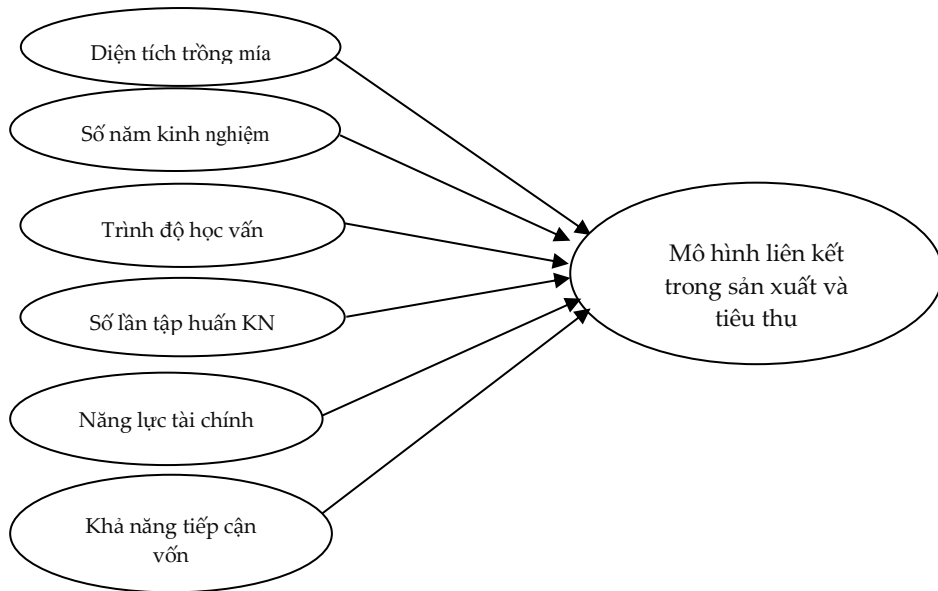 Diện tích trồng mía
Số năm kinh nghiệm
Trình độ học vấn
Số lần tập huấn KN
Năng lực tài chính
Khả năng tiếp cận
vốn
Mô hình liên kết
trong sản xuất và
tiêu thu